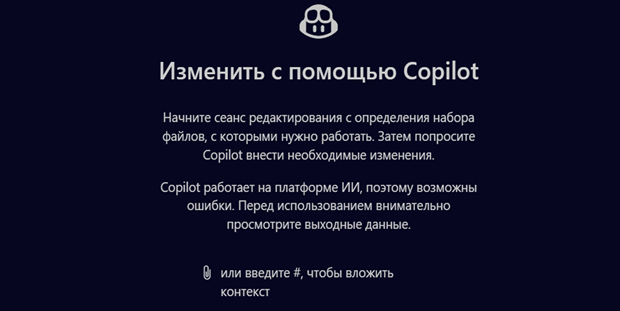 Изменить с помощью Copilot
Начните сеанс редактирования с определения набора
файлов, с которыми нужно работать. Затем попросите
Copilot внести необходимые изменения.
Copilot работает на платформе ИИ, поэтому возможны
ошибки. Перед использованием внимательно
просмотрите выходные данные.
или введите #, чтобы вложить
контекст